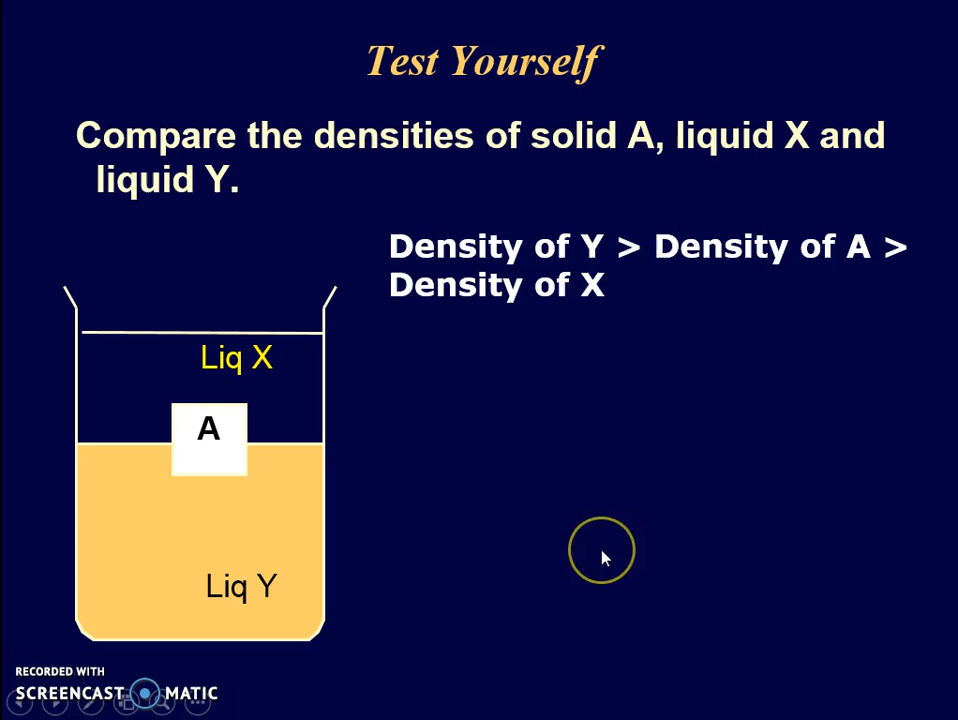 Test Yourself
Compare the densities of solid A, liquid X and
liquid Y.
Density of Y > Density of A >
Density of X
Liq X
A
Liq Y
RECORDED WITH
SCREENCAST MATIC